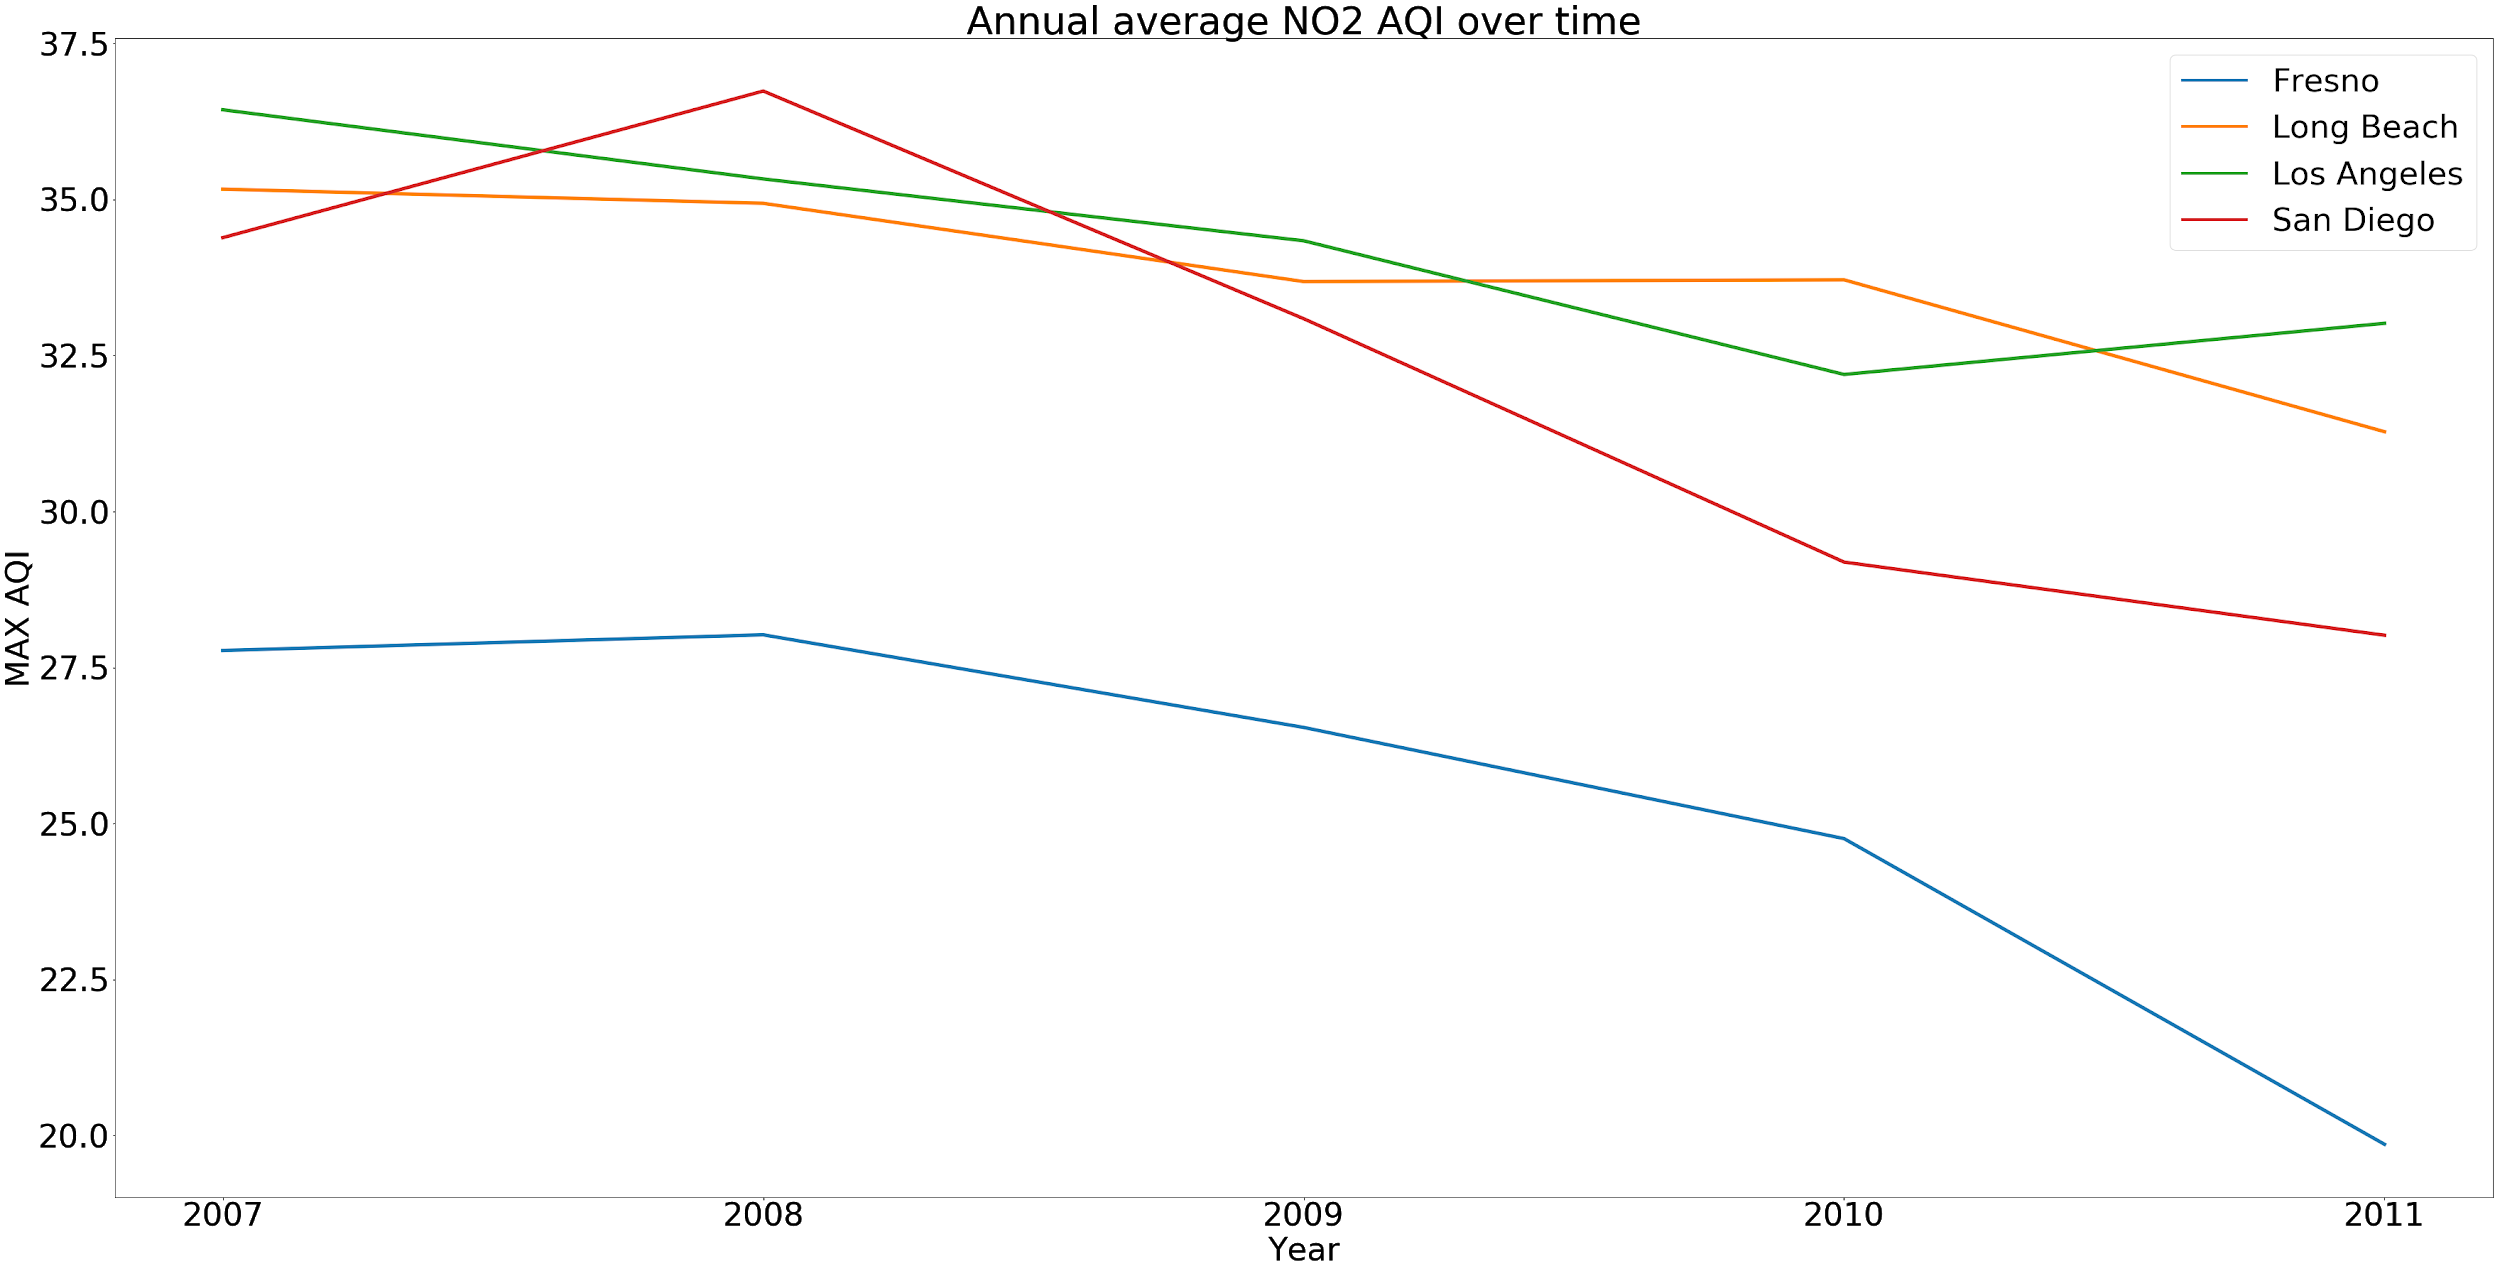 Annual average NO2 AQI over time
37.5
35.0
32.5
30.0
27.5
25.0
22.5
20.0
MAX AQI
Fresno
Long Beach
Los Angeles
San Diego
2007 2008 2009 2010 2011
Year